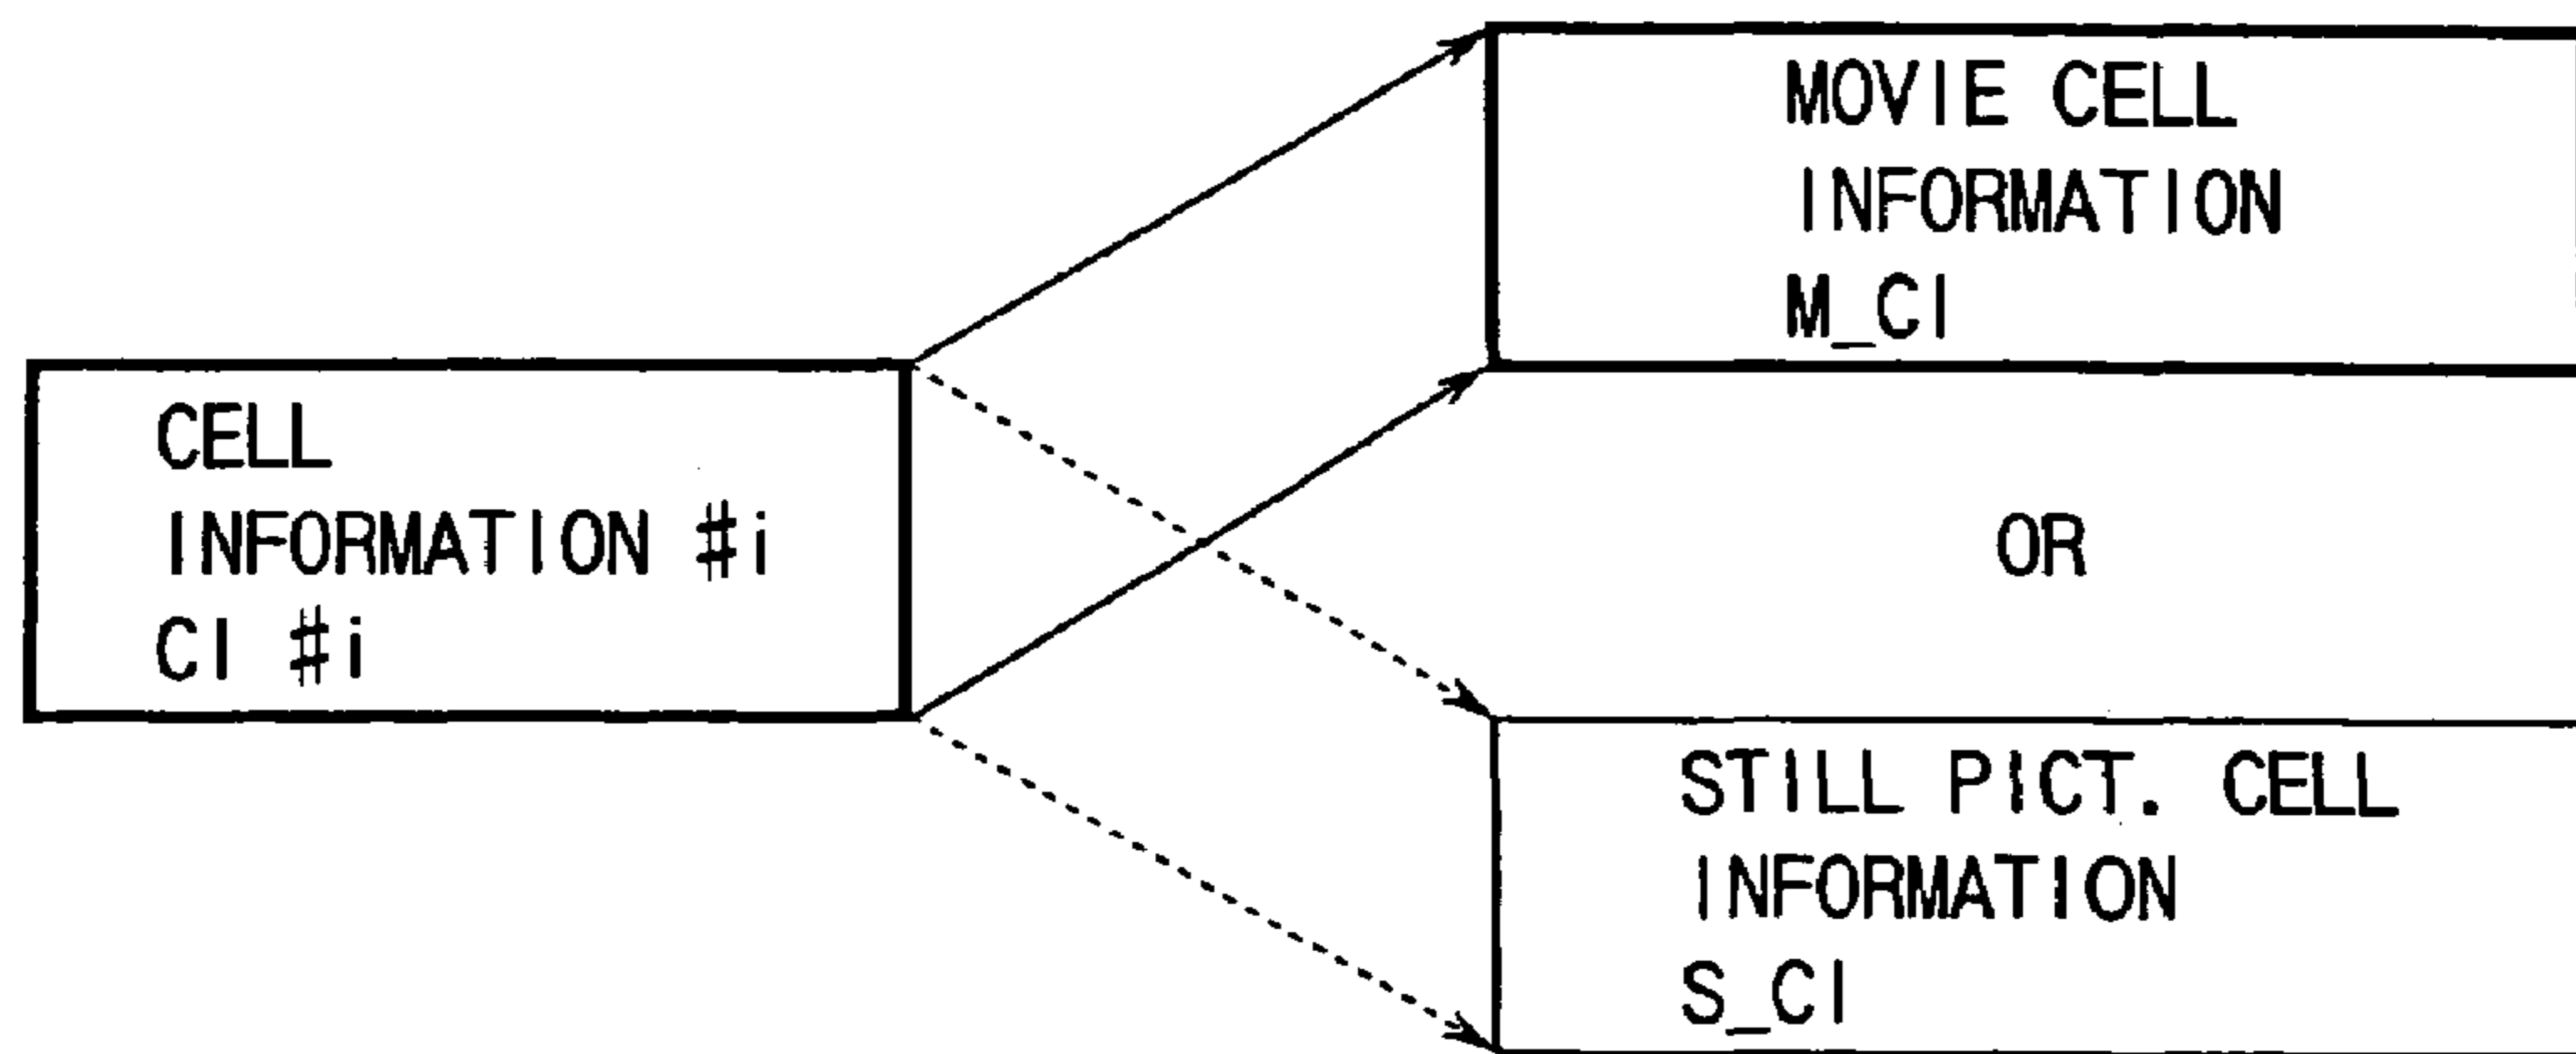 MOVIE CELL
INFORMATION
M_CI
CELL
INFORMATION #i
CI #i
OR
STILL PICT. CELL
INFORMATION
S_CI